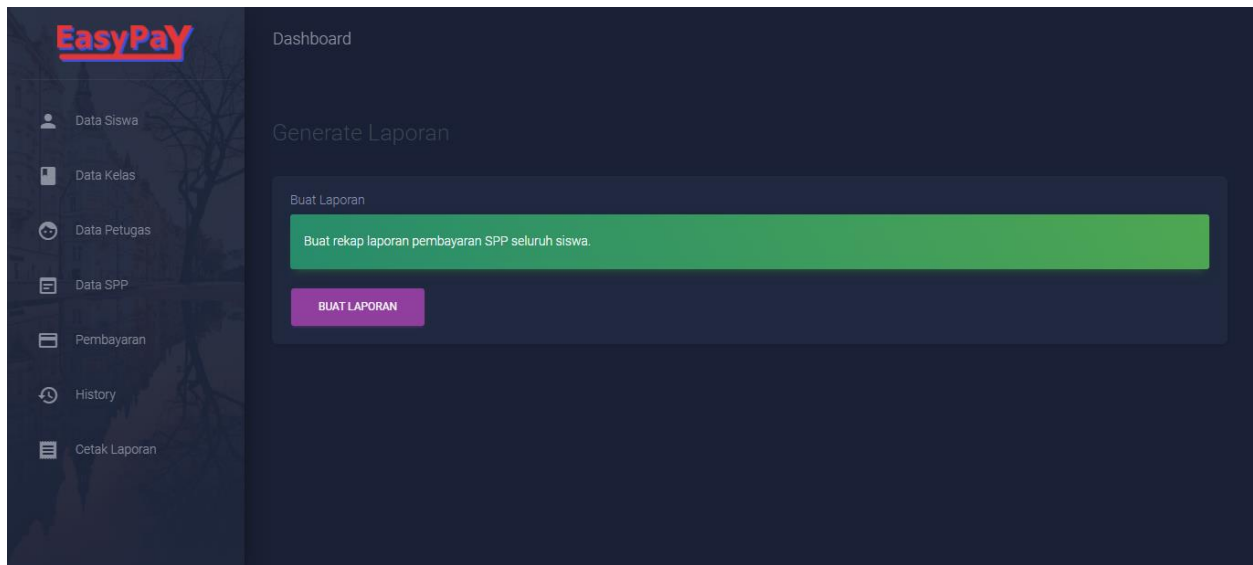 EasyPaY
Dashboard
Data Siswa
Data Kelas
Data Petugas
Data SPP
Pembayaran
History
Cetak Laporan
Generate Laporan
Buat Laporan
Buat rekap laporan pembayaran SPP seluruh siswa.
BUAT LAPORAN